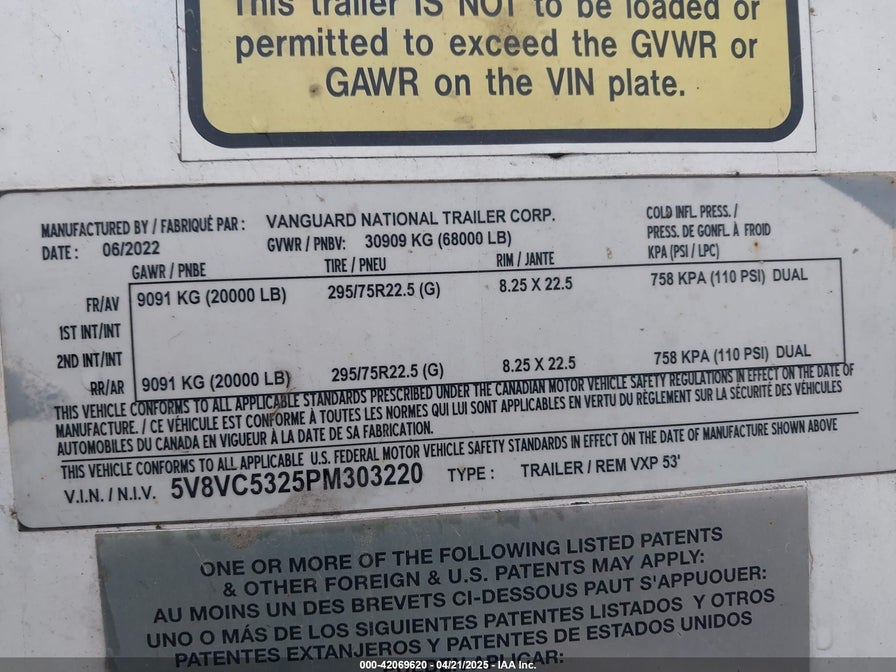 This trailer IS NOT to be loaded or
permitted to exceed the GVWR or
GAWR on the VIN plate.
MANUFACTURED BY / FABRIQUÉ PAR : VANGUARD NATIONAL TRAILER CORP.
DATE : 06/2022 GVWR / PNBV: 30909 KG (68000 LB)
COLD INFL. PRESS. /
PRESS. DE GONFL À FROID
KPA (PSI / LPC)
GAWR / PNBE TIRE / PNEU RIM / JANTE
FR/AV 9091 KG (20000 LB) 295/75R22.5 (G) 8.25 X 22.5 758 KPA (110 PSI) DUAL
1ST INT/INT
2ND INT/INT
RR/AR 9091 KG (20000 LB) 295/75R22.5 (G) 8.25 X 22.5 758 KPA (110 PSI) DUAL
THIS VEHICLE CONFORMS TO ALL APPLICABLE STANDARDS PRESCRIBED UNDER THE CANADIAN MOTOR VEHICLE SAFETY REGULATIONS IN EFFECT ON THE DATE OF
MANUFACTURE. / CE VÉHICULE EST CONFORME À TOUTES LES NORMES QUI LUI SONT APPLICABLES EN VERTU DU RÈGLEMENT SUR LA SÉCURITÉ DES VÉHICULES
AUTOMOBILES DU CANADA EN VIGUEUR À LA DATE DE SA FABRICATION.
THIS VEHICLE CONFORMS TO ALL APPLICABLE U.S. FEDERAL MOTOR VEHICLE SAFETY STANDARDS IN EFFECT ON THE DATE OF MANUFACTURE SHOWN ABOVE
V.I.N. / N.I.V. 5V8VC5325PM303220 TYPE : TRAILER / REM VXP 53'
ONE OR MORE OF THE FOLLOWING LISTED PATENTS
& OTHER FOREIGN & U.S. PATENTS MAY APPLY:
AU MOINS UN DES BREVETS CI-DESSOUS PAUT S'APPUOUER:
UNO O MÁS DE LOS SIGUIENTES PATENTES LISTADOS Y OTROS
PATENTES EXTANJEROS Y PATENTES DE ESTADOS UNIDOS
APLICAR:
000-42069620 - 04/21/2025 - IAA Inc.